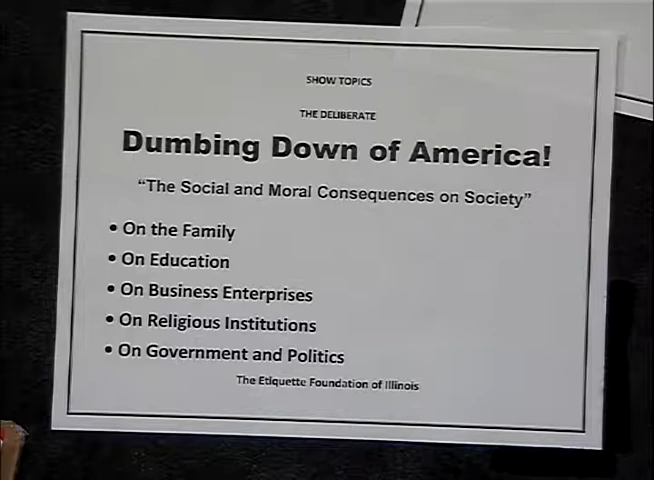 SHOW TOPICS
THE DELIBERATE
Dumbing Down of America!
“The Social and Moral Consequences on Society”
• On the Family
• On Education
• On Business Enterprises
• On Religious Institutions
• On Government and Politics
The Etiquette Foundation of Illinois